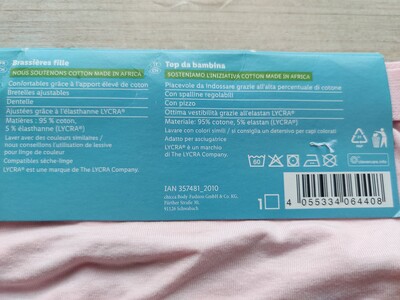 Brassières fille
NOUS SOUTENONS COTTON MADE IN AFRICA
Confortables grâce à l'apport élevé de coton
Bretelles ajustables
Dentelle
Ajustées grâce à l'élasthanne (LYCRA®)
Matières : 95 % coton,
5 % élasthanne (LYCRA®)
Laver avec des couleurs similaires /
nous conseillons l'utilisation de lessive
pour linge de couleur
Compatibles sèche-linge
LYCRA® est une marque de The LYCRA Company.
Top da bambina
SOSTENIAMO L'INIZIATIVA COTTON MADE IN AFRICA
Piacevole da indossare grazie all'alta percentuale di cotone
Con spalline regolabili
Con pizzo
Ottima vestibilità grazie all'elastan (LYCRA®)
Materiale: 95% cotone, 5% elastan (LYCRA®)
Lavare con colori simili / si consiglia un detersivo per capi colorati
Adatto per asciugatrice
LYCRA® è un marchio
di The LYCRA Company.
60
IAN 357481_2010
91126 Schwabach
1
4 055334 064408